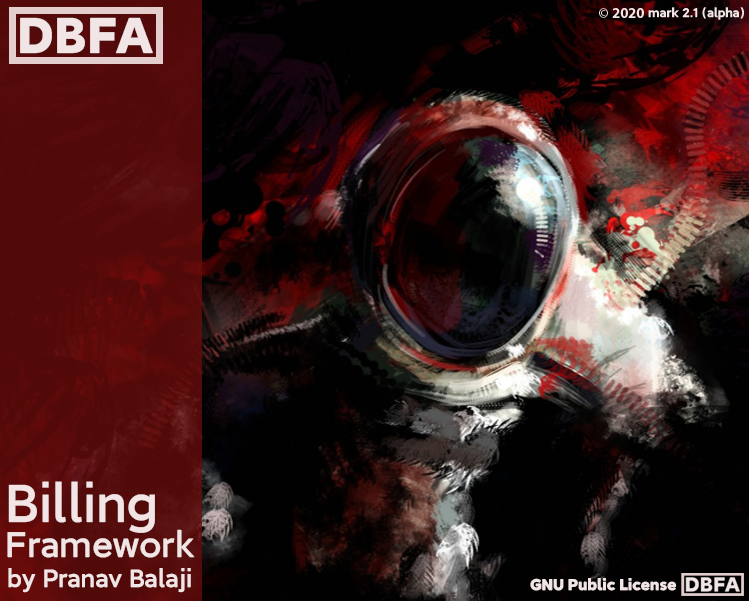 DBFA
© 2020 mark 2.1 (alpha)
Billing
Framework
by Pranav Balaji
GNU Public License DBFA